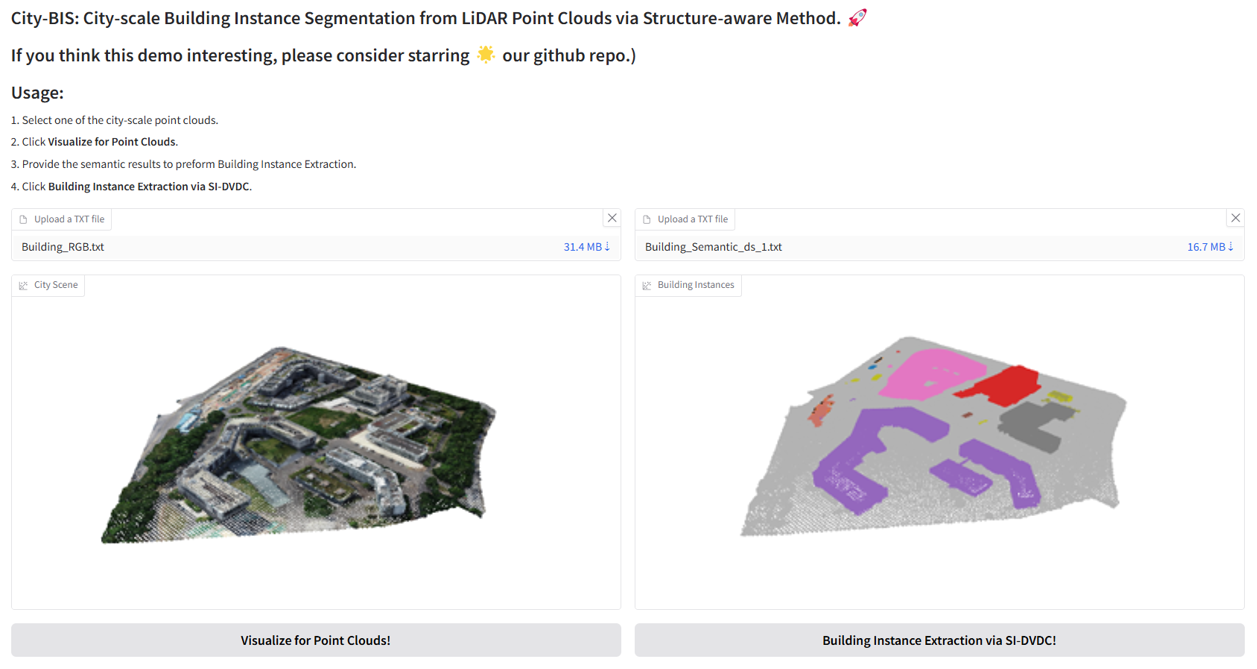 City-BIS: City-scale Building Instance Segmentation from LiDAR Point Clouds via Structure-aware Method. 🚀
If you think this demo interesting, please consider starring 🌟 our github repo.)
Usage:
1. Select one of the city-scale point clouds.
2. Click Visualize for Point Clouds.
3. Provide the semantic results to preform Building Instance Extraction.
4. Click Building Instance Extraction via SI-DVDC.
Upload a TXT file
Building_RGB.txt 31.4 MB ↓
Upload a TXT file
Building_Semantic_ds_1.txt 16.7 MB ↓
City Scene
Building Instances
Visualize for Point Clouds!
Building Instance Extraction via SI-DVDC!